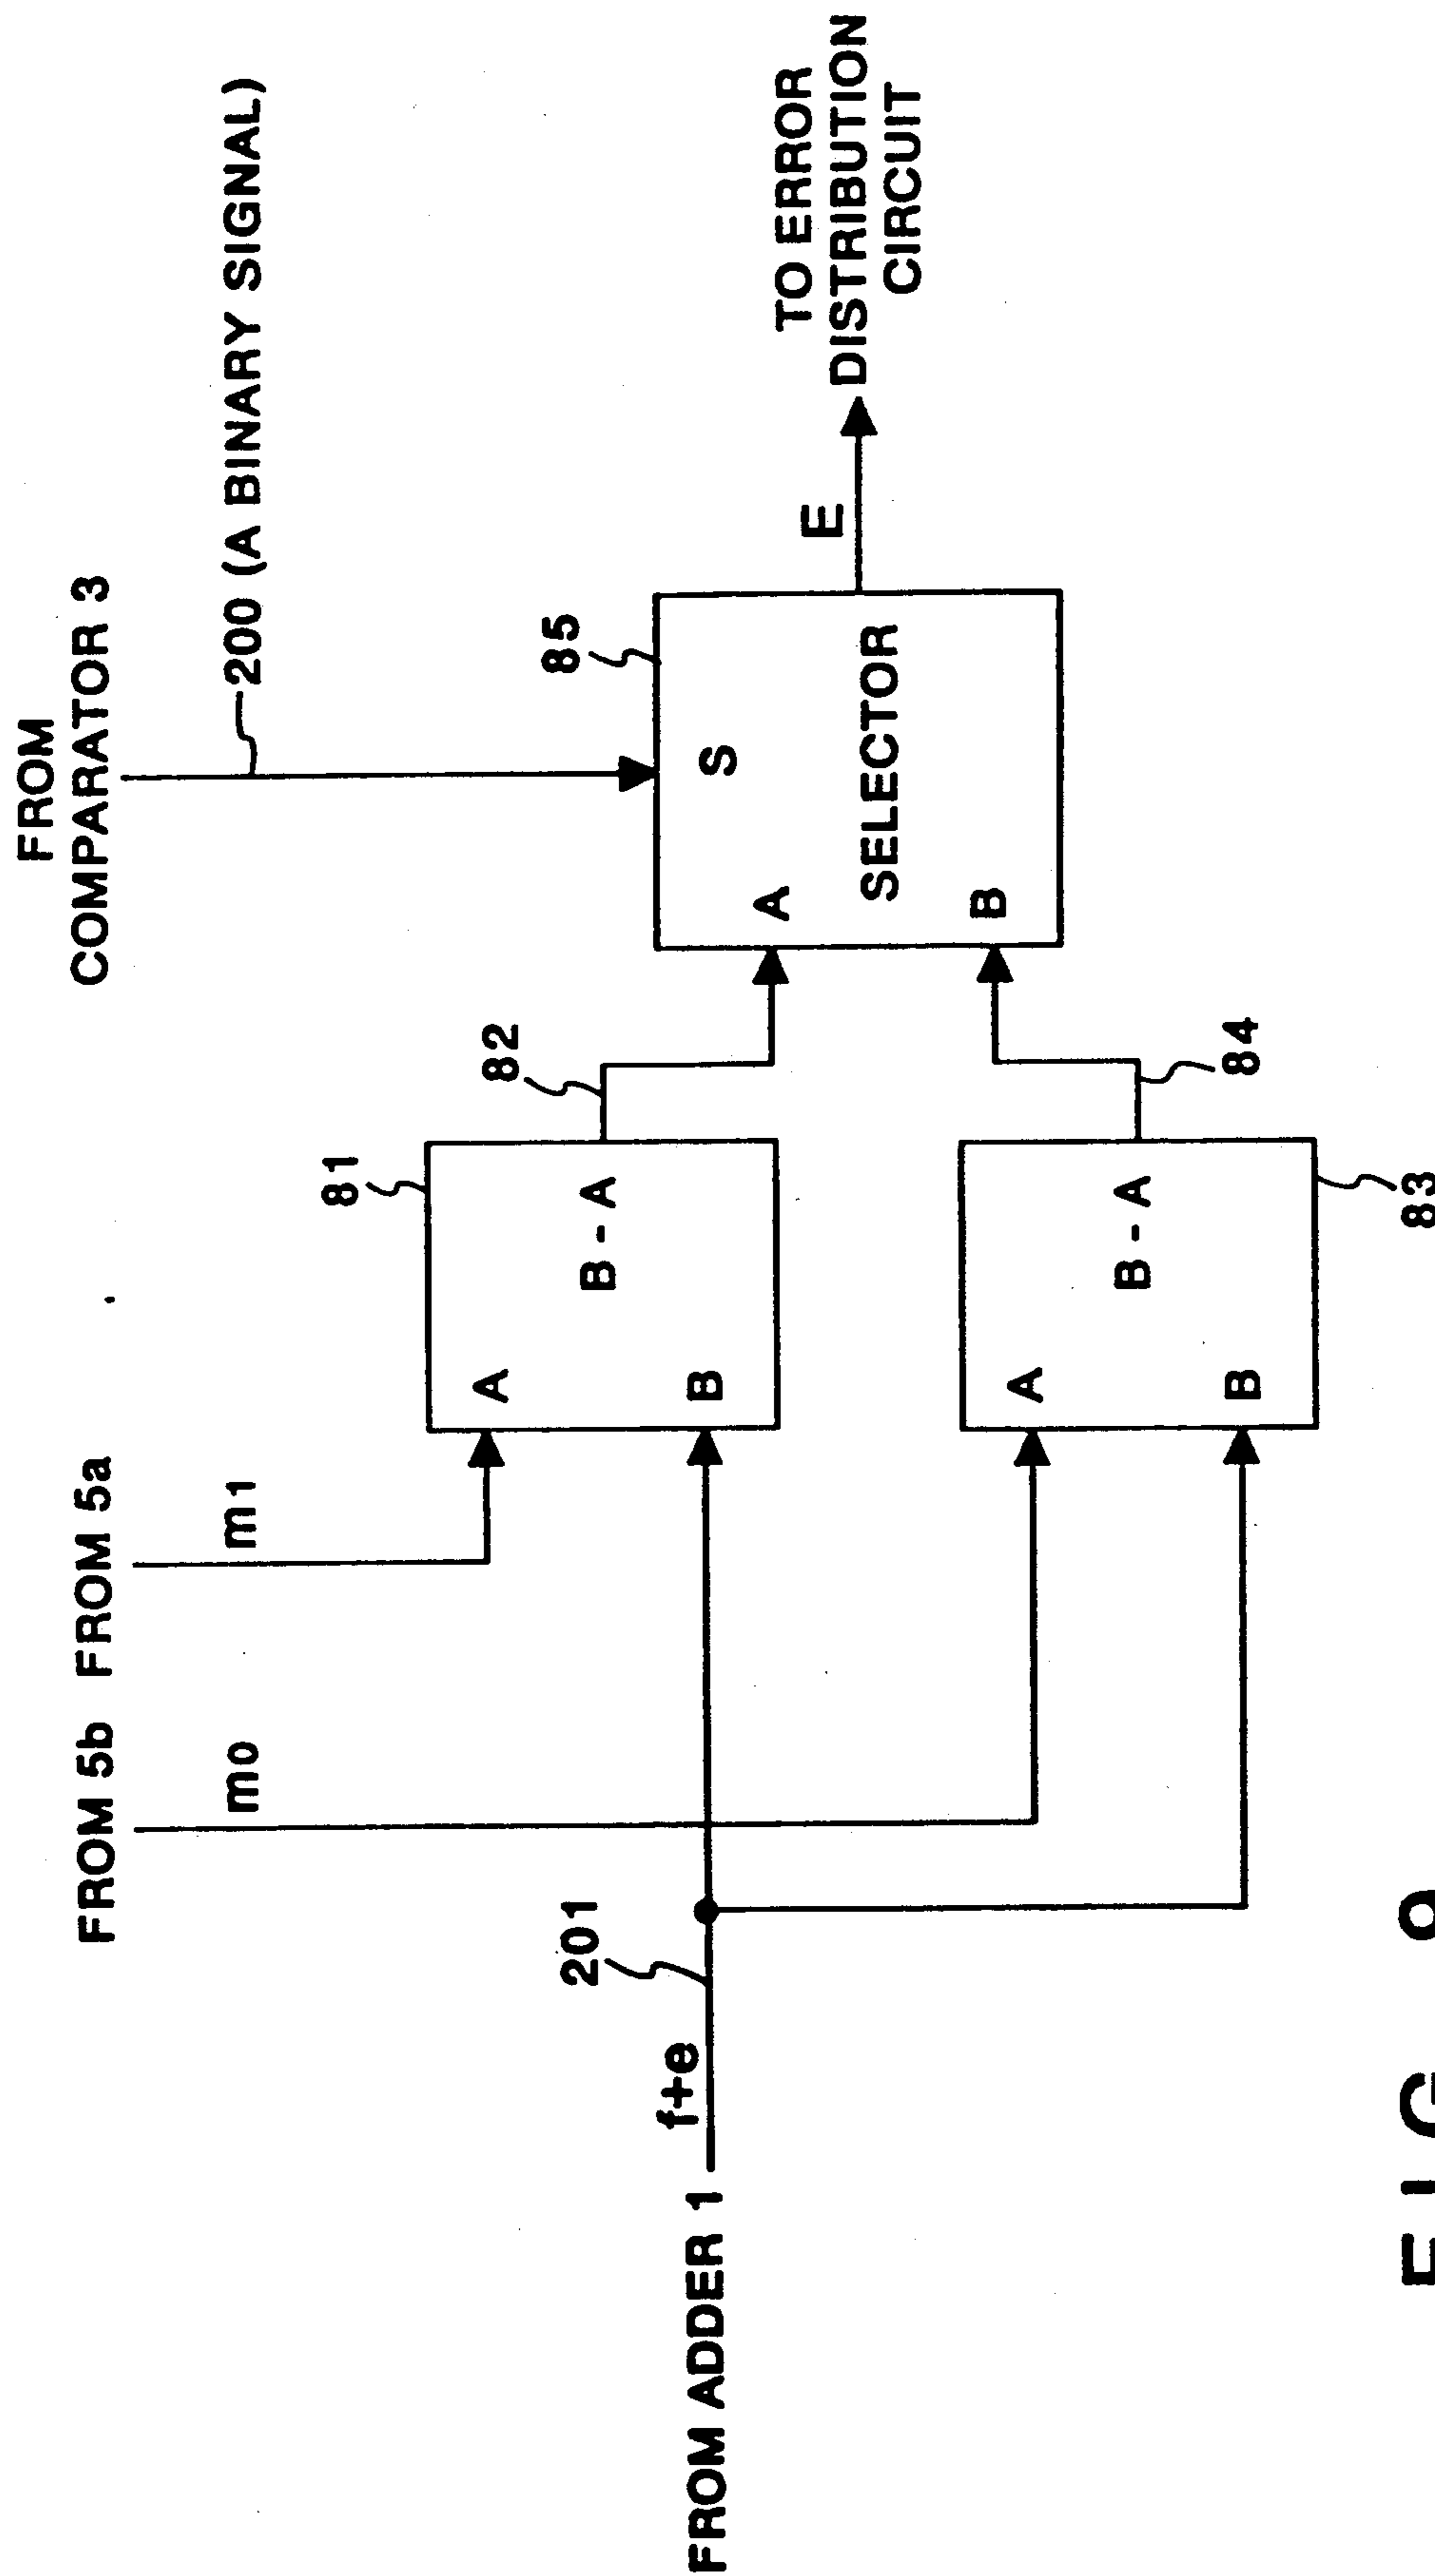 FROM
COMPARATOR 3
200 (A BINARY SIGNAL)
FROM 5b
FROM 5a
m0
m1
81
82
85
A
B - A
B
S
A
SELECTOR
B
E
TO ERROR
DISTRIBUTION
CIRCUIT
FROM ADDER 1
f+e
201
A
B - A
B
84
83